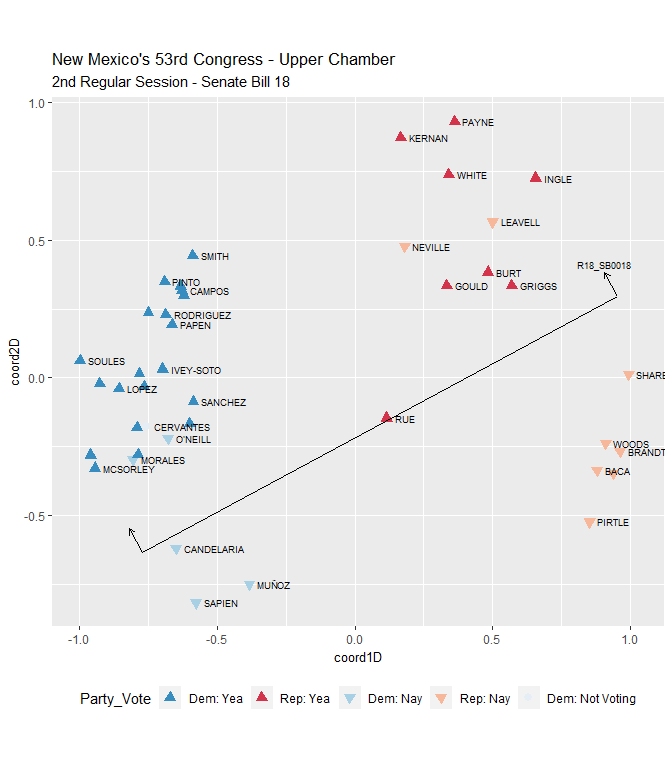 New Mexico's 53rd Congress - Upper Chamber
2nd Regular Session - Senate Bill 18
1.0
PAYNE
KERNAN
WHITE
INGLE
LEAVELL
0.5
NEVILLE
SMITH
R18_SB0018
BURT
PINTO
GOULD
GRIGGS
CAMPOS
RODRIGUEZ
PAPEN
coord2D
SOULES
IVEY-SOTO
0.0
SHARE
LOPEZ
SANCHEZ
RUE
CERVANTES
O'NEILL
WOODS
BRANDT
MORALES
MCSORLEY
BACA
-0.5
PIRTLE
CANDELARIA
MUÑOZ
SAPIEN
-1.0 -0.5 0.0 0.5 1.0
coord1D
Party_Vote Dem: Yea Rep: Yea Dem: Nay Rep: Nay Dem: Not Voting